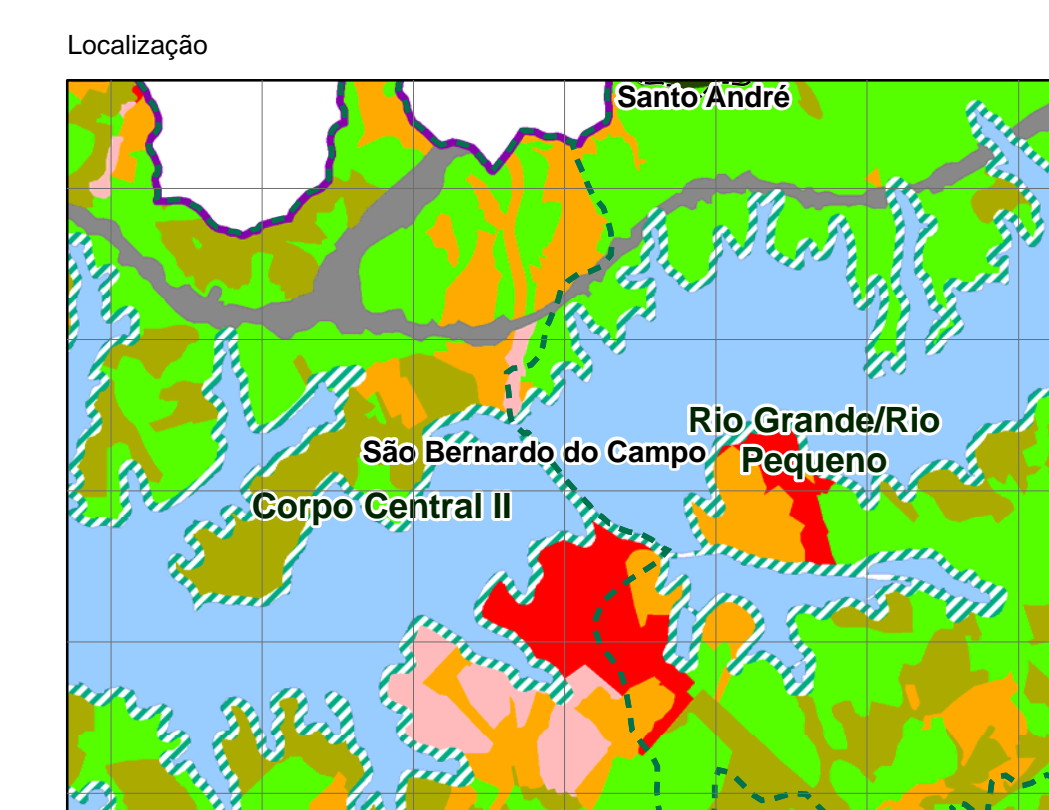 Localização
Santo André
Rio Grande/Rio
Pequeno
São Bernardo do Campo
Corpo Central II